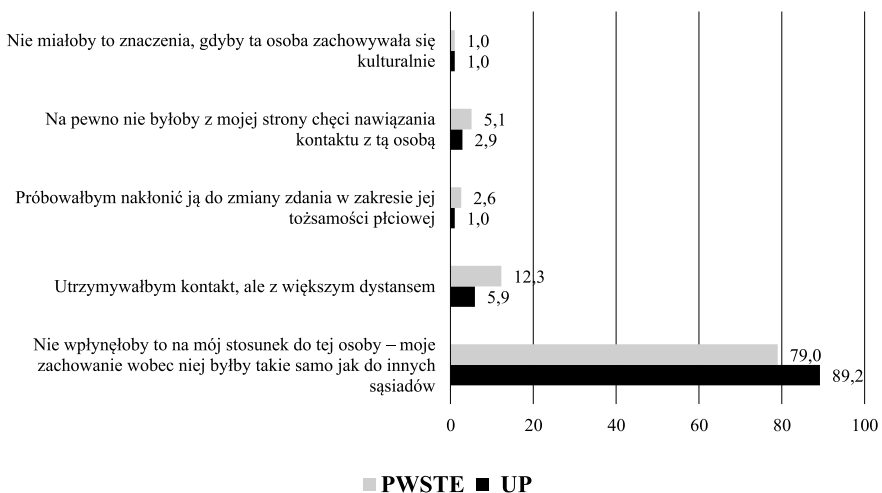 Nie miałoby to znaczenia, gdyby ta osoba zachowywała się
kulturalnie
1,0
1,0
Na pewno nie byłoby z mojej strony chęci nawiązania
kontaktu z tą osobą
5,1
2,9
Próbowałbym nakłonić ją do zmiany zdania w zakresie jej
tożsamości płciowej
2,6
1,0
Utrzymywałbym kontakt, ale z większym dystansem
12,3
5,9
Nie wpłynęłoby to na mój stosunek do tej osoby – moje
zachowanie wobec niej byłby takie samo jak do innych
sąsiadów
79,0
89,2
0 20 40 60 80 100
PWSTE UP